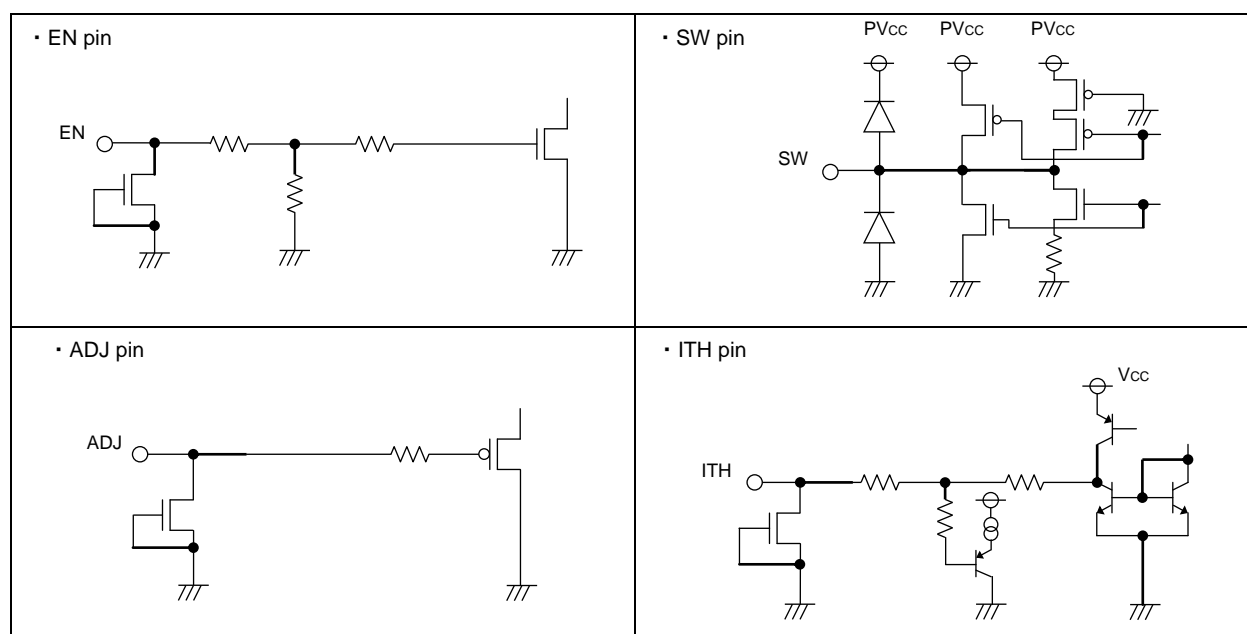 ・EN pin
EN
・SW pin
PVCC PVCC PVCC
SW
・ADJ pin
ADJ
・ITH pin
VCC
ITH